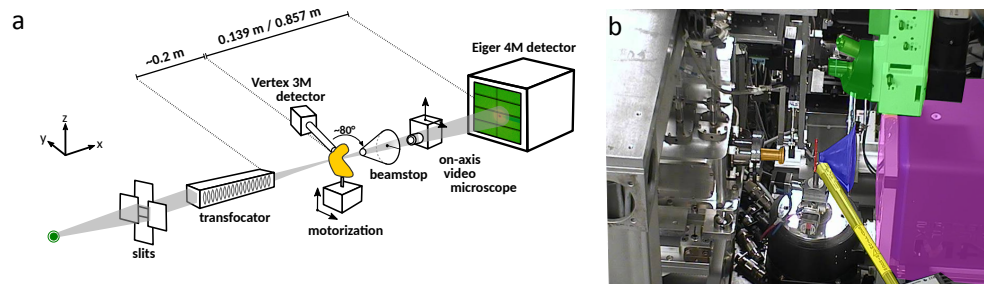 a
0.139 m / 0.857 m
~0.2 m
Eiger 4M detector
Vertex 3M
detector
z
y
x
~80°
beamstop
on-axis
video
microscope
transfocator
motorization
slits
b